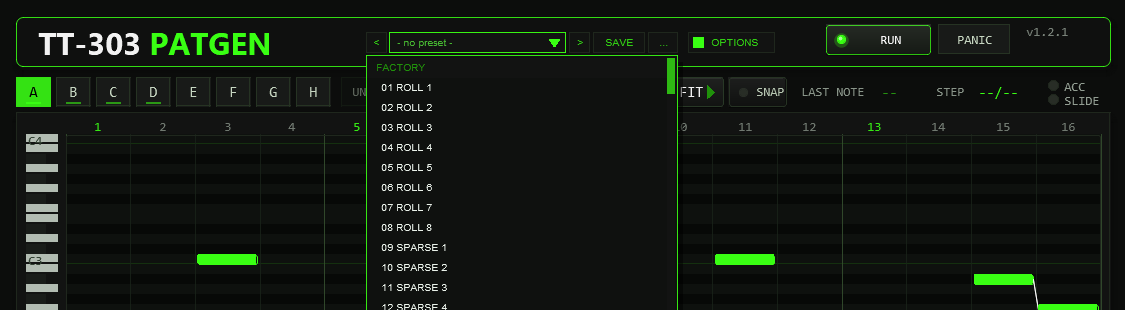 TT-303 PATGEN
< - no preset - > SAVE ... OPTIONS
RUN PANIC v1.2.1
FACTORY
A B C D E F G H UN
01 ROLL 1
FIT SNAP LAST NOTE -- STEP --/-- ACC
SLIDE
02 ROLL 2
1 2 3 4 5 11 12 13 14 15 16
03 ROLL 3
C4
04 ROLL 4
05 ROLL 5
06 ROLL 6
07 ROLL 7
08 ROLL 8
09 SPARSE 1
C3
10 SPARSE 2
11 SPARSE 3
12 SPARSE 4